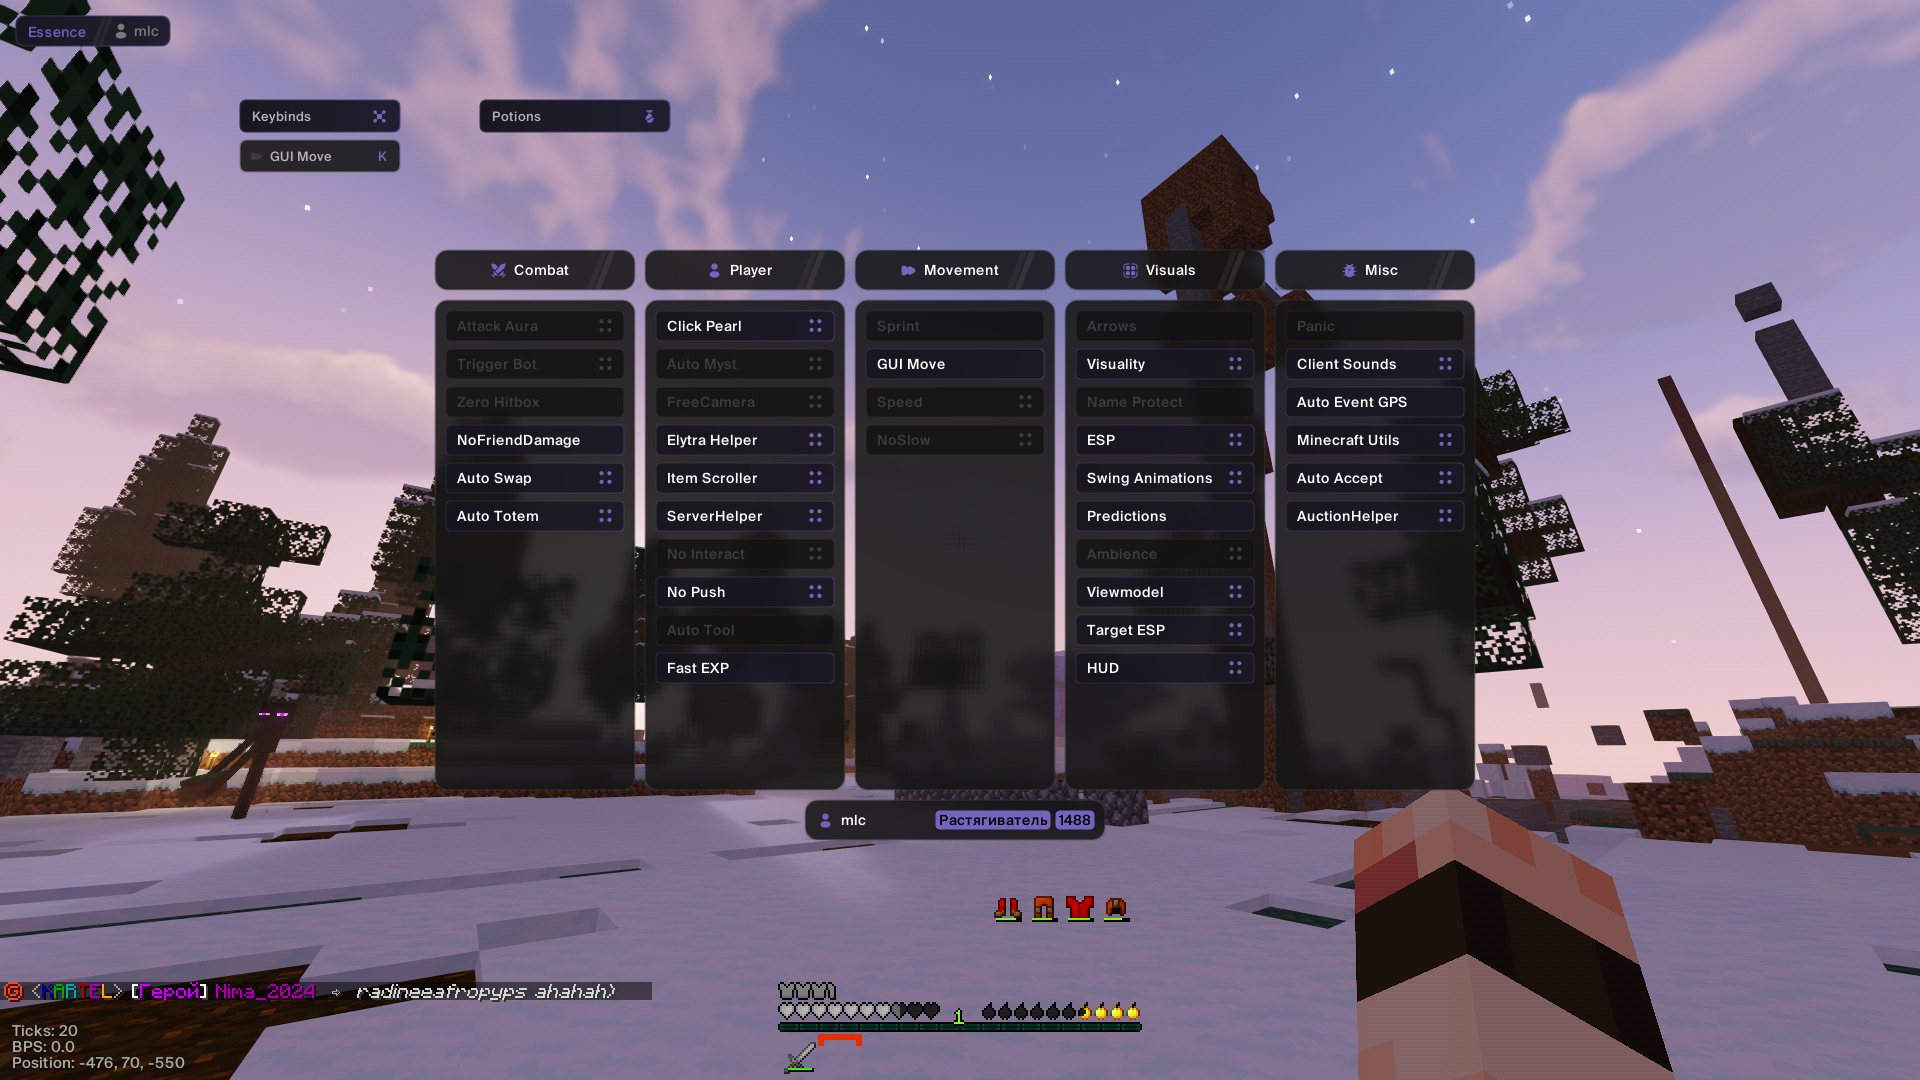 Essence mlc
Keybinds
GUI Move K
Potions
Combat
Attack Aura
Trigger Bot
Zero Hitbox
NoFriendDamage
Auto Swap
Auto Totem
Player
Click Pearl
Auto Myst
FreeCamera
Elytra Helper
Item Scroller
ServerHelper
No Interact
No Push
Auto Tool
Fast EXP
Movement
Sprint
GUI Move
Speed
NoSlow
Visuals
Arrows
Visuality
Name Protect
ESP
Swing Animations
Predictions
Ambience
Viewmodel
Target ESP
HUD
Misc
Panic
Client Sounds
Auto Event GPS
Minecraft Utils
Auto Accept
AuctionHelper
mlc Растягиватель 1488
<KARTEL> [Герой] Nima_2024 → radineeafropyps ahahah)
1
Ticks: 20
BPS: 0.0
Position: -476, 70, -550